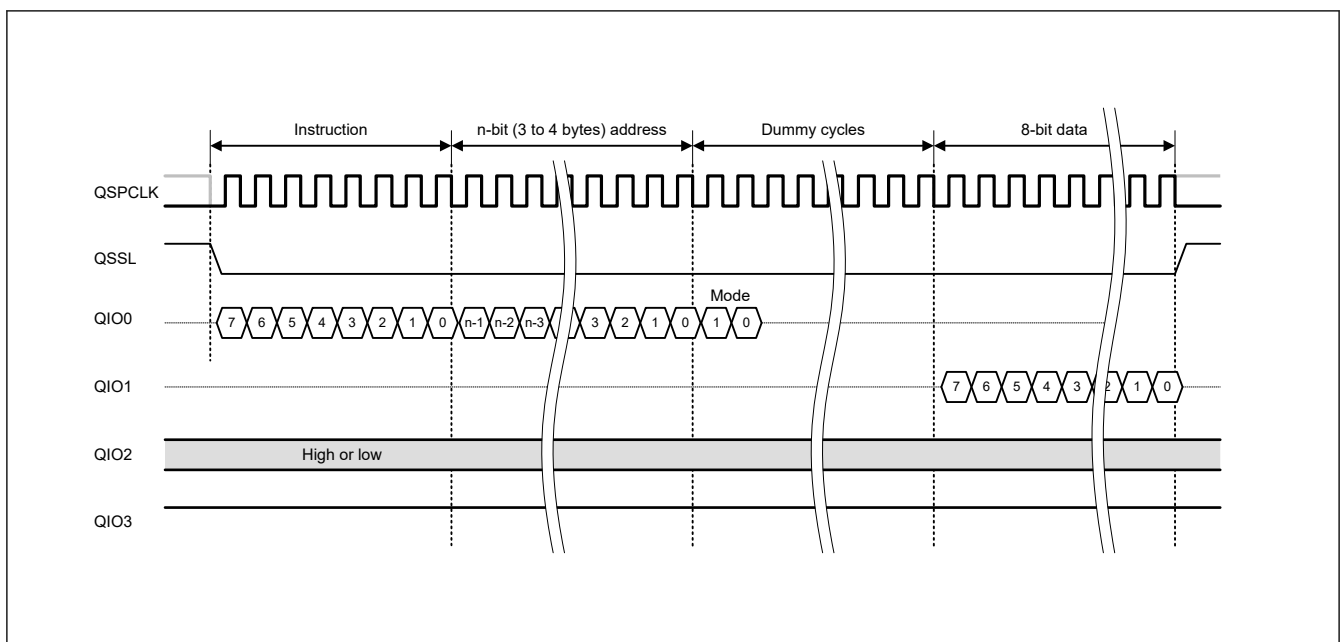 Instruction n-bit (3 to 4 bytes) address Dummy cycles 8-bit data
QSPCLK
QSSL
Mode
QIO0 7 6 5 4 3 2 1 0 n-1 n-2 n-3 3 2 1 0 1 0
QIO1 7 6 5 4 3 2 1 0
QIO2 High or low
QIO3